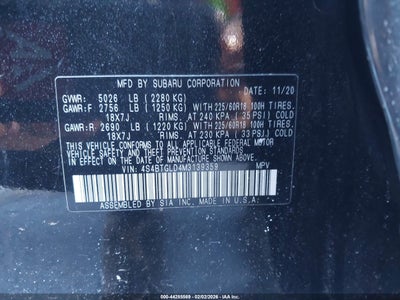 MFD BY SUBARU CORPORATION
GVWR: 5026 LB (2280 KG) DATE: 11/20
GAWR:F 2756 LB (1250 KG) WITH 225/60R18 100H TIRES.
18X7J RIMS. AT 240 KPA (35 PSI) COLD
GAWR:R 2690 LB (1220 KG) WITH 225/60R18 100H TIRES.
18X7J RIMS. AT 230 KPA (33 PSI) COLD
THIS VEHICLE CONFORMS TO ALL APPLICABLE FEDERAL
MOTOR VEHICLE SAFETY, BUMPER, AND THEFT
PREVENTION STANDARDS IN EFFECT ON THE DATE
OF MANUFACTURE SHOWN ABOVE.
VIN: 4S4BTGLD4M3139359 MPV
ASSEMBLED BY SIA INC. MADE IN U.S.A.
000-44285569 - 02/02/2026 - IAA, Inc.